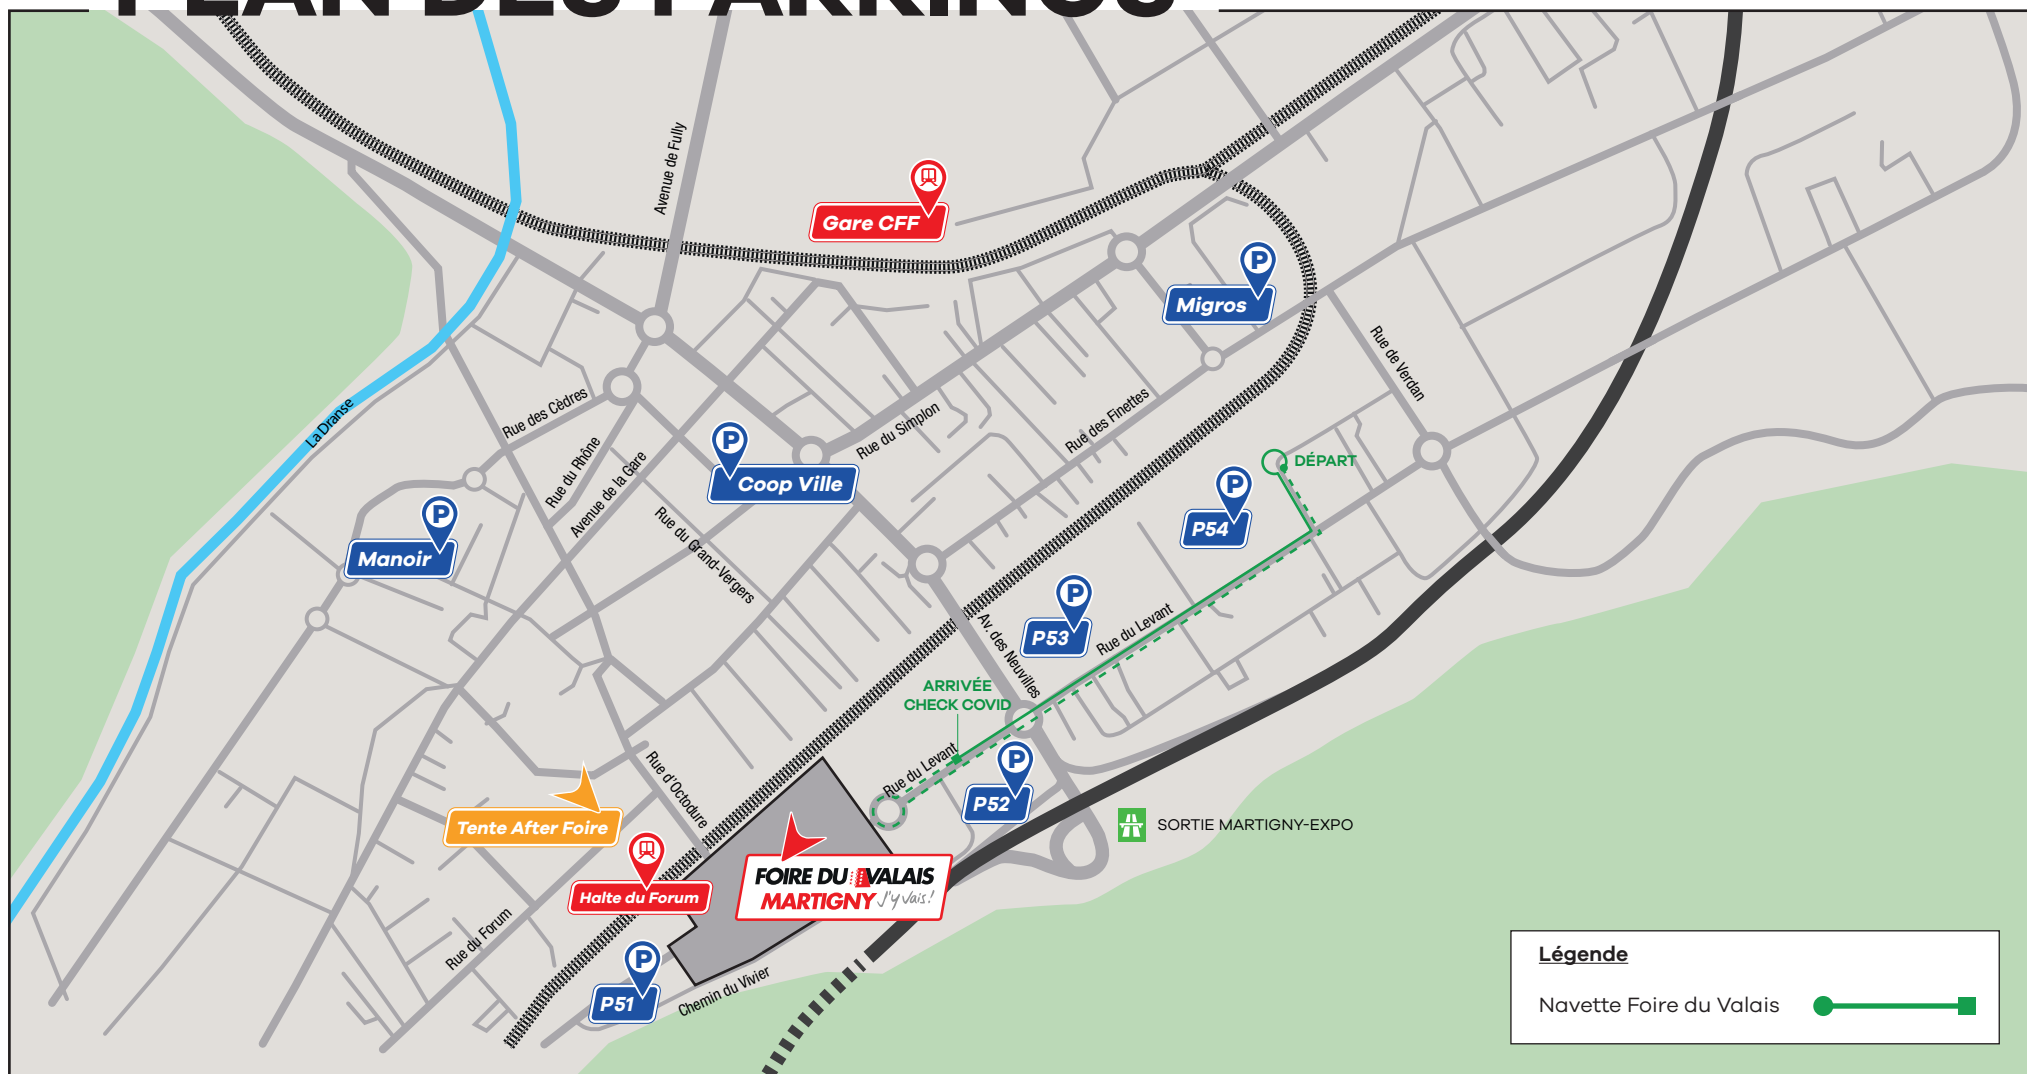 PLAN DES PARKINGS
Avenue de Fully
Gare CFF
P
Migros
Rue de Verdan
La Dranse
Rue des Cèdres
Rue du Simplon
Rue des Finettes
Rue du Rhône
Avenue de la Gare
P
Coop Ville
DÉPART
P
Manoir
Rue du Grand-Vergers
P
P54
P
P53
Av. des Neuvilles
Rue du Levant
ARRIVÉE
CHECK COVID
Rue du Levant
P
P52
Rue d'Octodure
Tente After Foire
SORTIE MARTIGNY-EXPO
Halte du Forum
FOIRE DU VALAIS
MARTIGNY J'y vais!
Rue du Forum
P
P51
Chemin du Vivier
Légende
Navette Foire du Valais